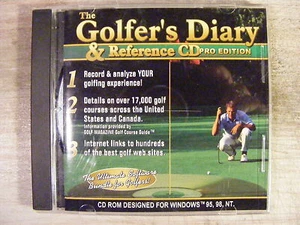 The
Golfer's Diary
& Reference CD PRO EDITION
1 Record & analyze YOUR
golfing experience!
2 Details on over 17,000 golf
courses across the United
States and Canada.
Information provided by
GOLF MAGAZINE Golf Course Guide™
3 Internet links to hundreds
of the best golf web sites
The Ultimate Software
Bundle for Golfers!
CD ROM DESIGNED FOR WINDOWS™ 95, 98, NT.